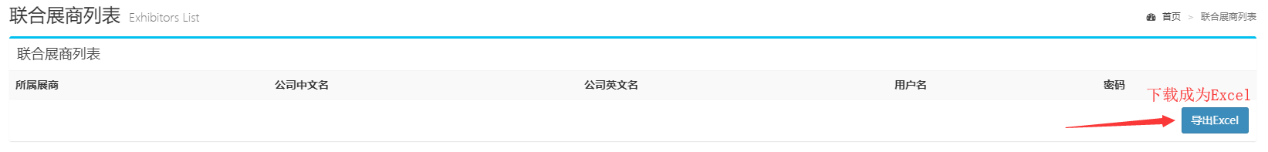 联合展商列表 Exhibitors List
首页 > 联合展商列表
联合展商列表
所属展商 公司中文名 公司英文名 用户名 密码
下载成为Excel
导出Excel